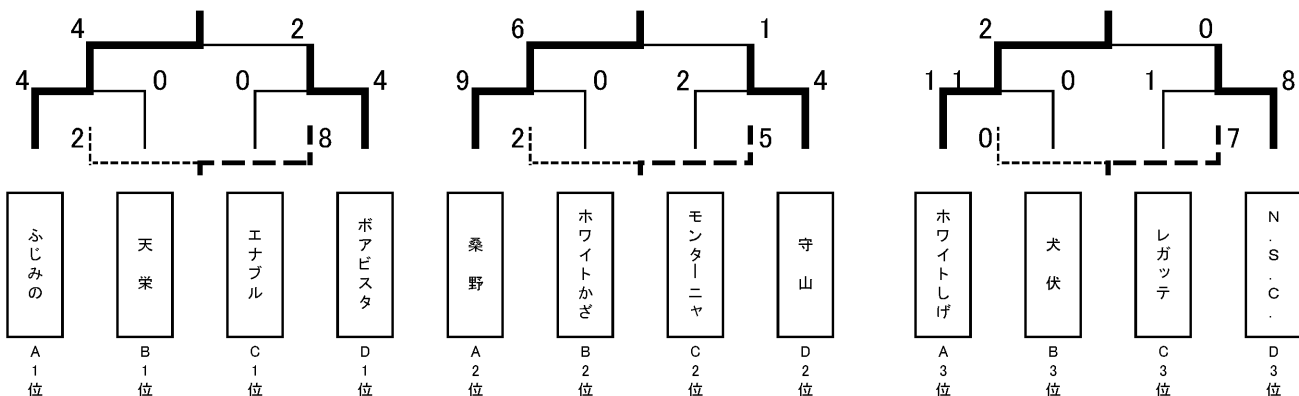 4 2 6 1 2 0
4 0 0 4 9 0 2 4 11 0 1 8
2 8 2 5 0 7
ふじみの
天栄
エナブル
ボアビスタ
桑野
ホワイトかざ
モンターニャ
守山
ホワイトしげ
犬伏
レガッテ
N.S.C.
A1位
B1位
C1位
D1位
A2位
B2位
C2位
D2位
A3位
B3位
C3位
D3位